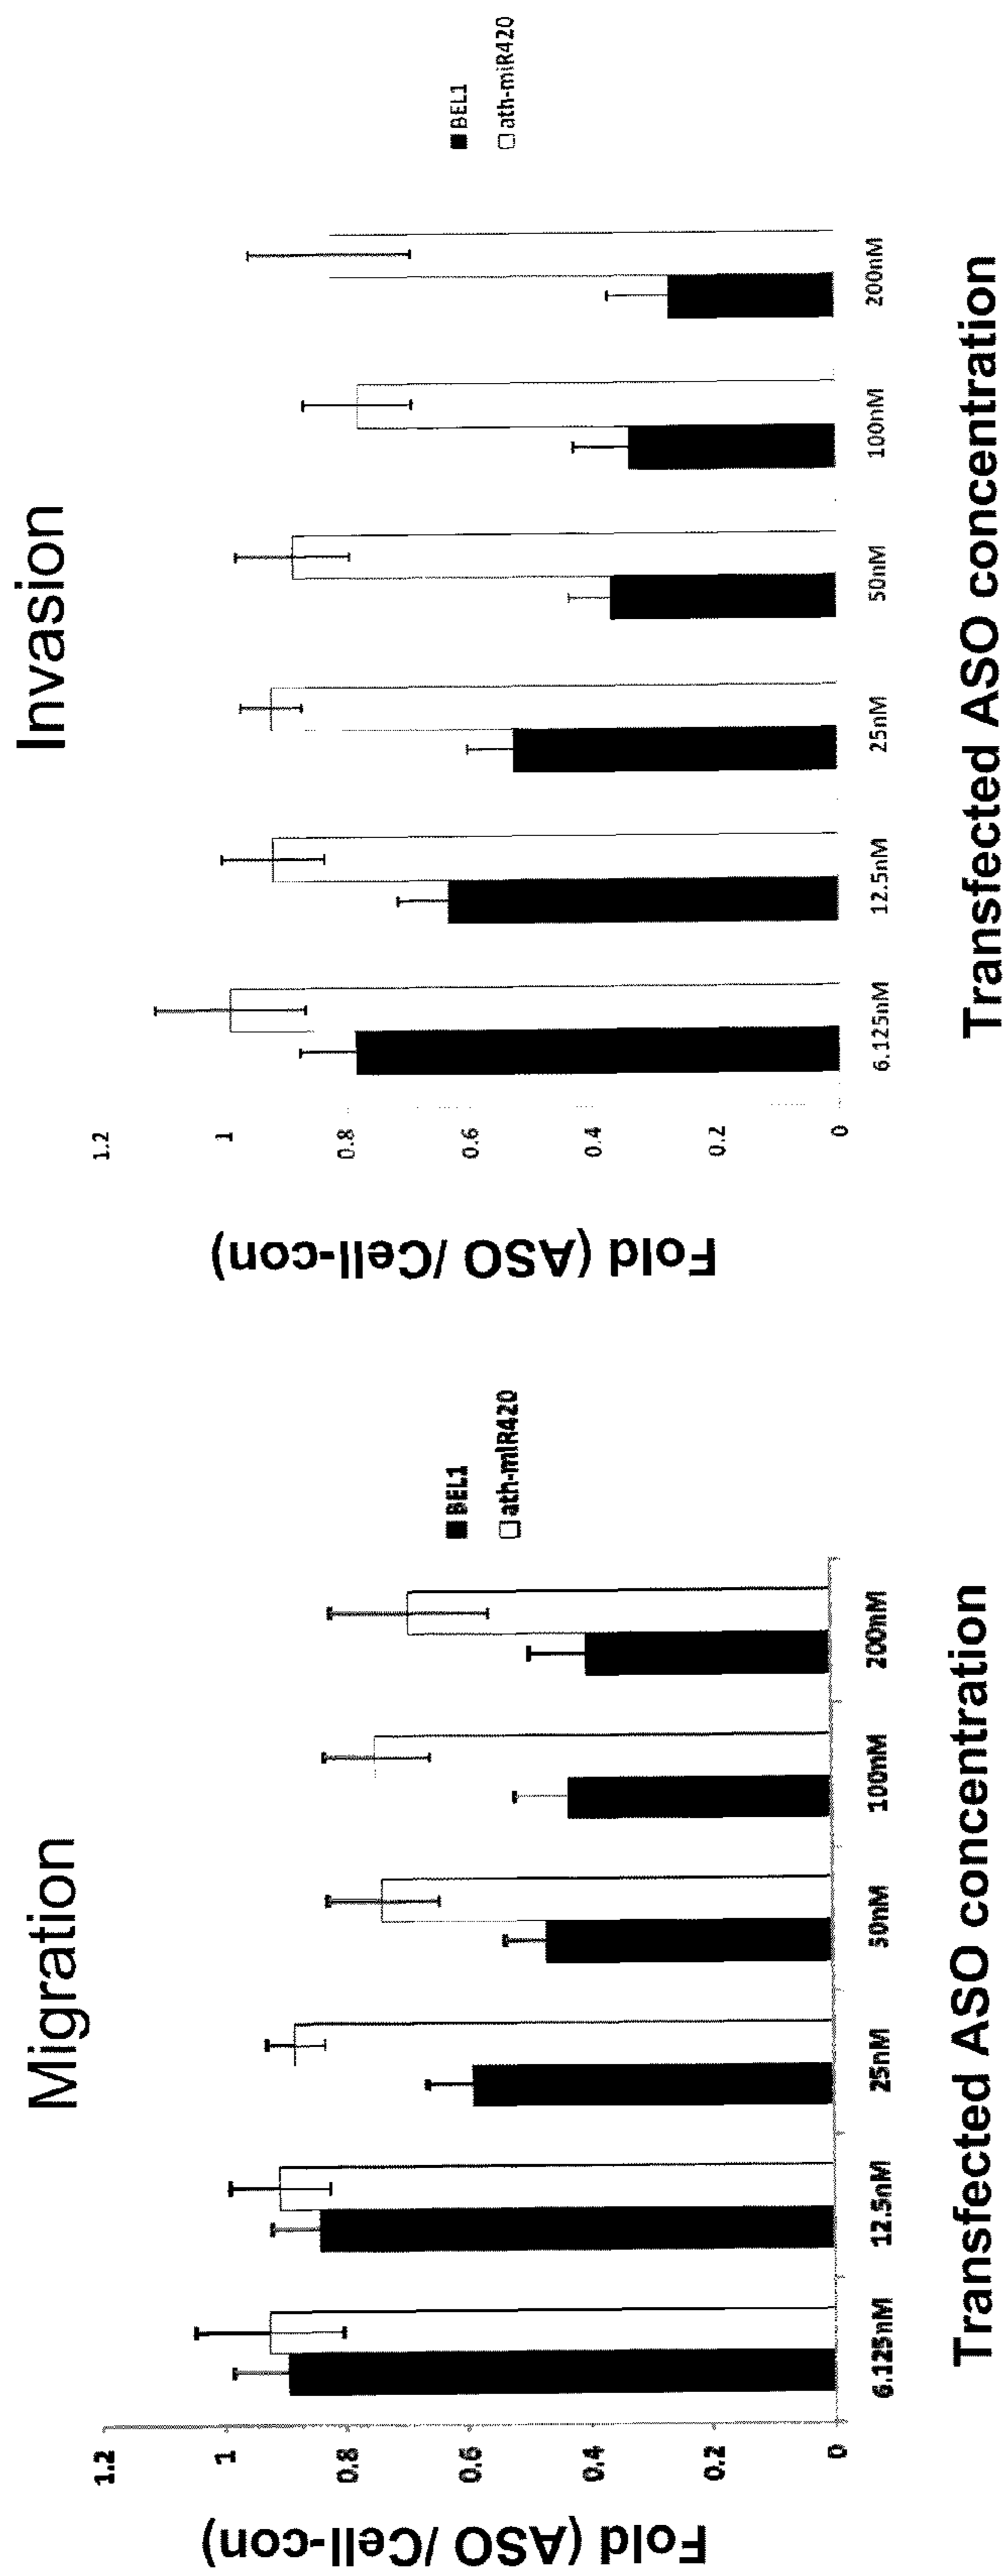 Migration
Fold (ASO /Cell-con)
1.2
1
0.8
0.6
0.4
0.2
0
6.125nM
12.5nM
25nM
50nM
100nM
200nM
BEL1
ath-miR420
Transfected ASO concentration
Invasion
Fold (ASO /Cell-con)
1.2
1
0.8
0.6
0.4
0.2
0
6.125nM
12.5nM
25nM
50nM
100nM
200nM
BEL1
ath-miR420
Transfected ASO concentration